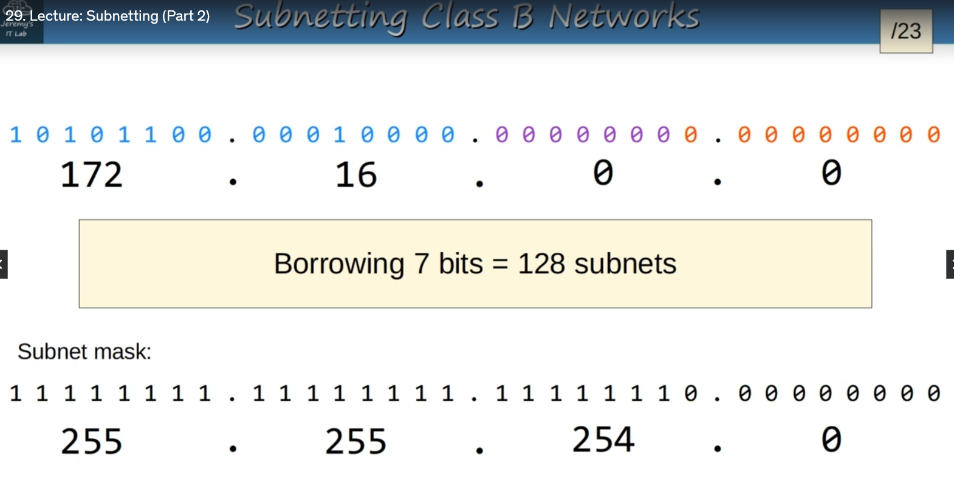 29. Lecture: Subnetting (Part 2)
Jeremy's
IT Lab
Subnetting Class B Networks
/23
1 0 1 0 1 1 0 0 . 0 0 0 1 0 0 0 0 . 0 0 0 0 0 0 0 0 . 0 0 0 0 0 0 0 0
172 . 16 . 0 . 0
Borrowing 7 bits = 128 subnets
Subnet mask:
1 1 1 1 1 1 1 1 . 1 1 1 1 1 1 1 1 . 1 1 1 1 1 1 1 0 . 0 0 0 0 0 0 0 0
255 . 255 . 254 . 0